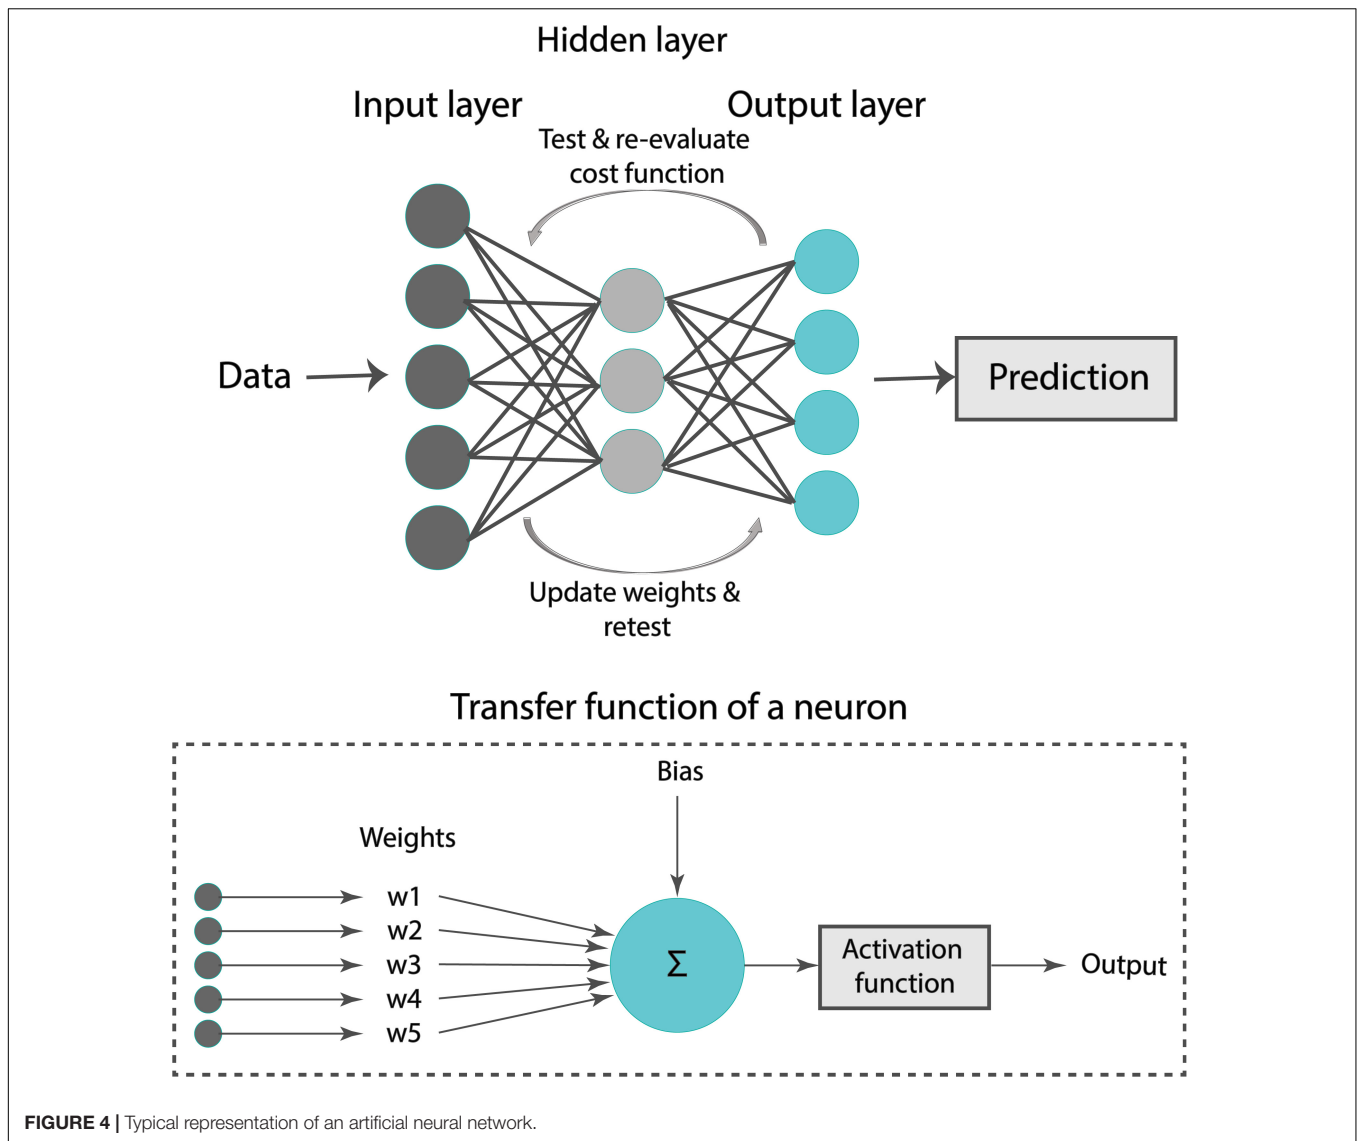 Hidden layer
Input layer
Output layer
Test & re-evaluate
cost function
Data
Prediction
Update weights &
retest
Transfer function of a neuron
Bias
Weights
w1
w2
w3
w4
w5
Σ
Activation
function
Output
FIGURE 4 | Typical representation of an artificial neural network.